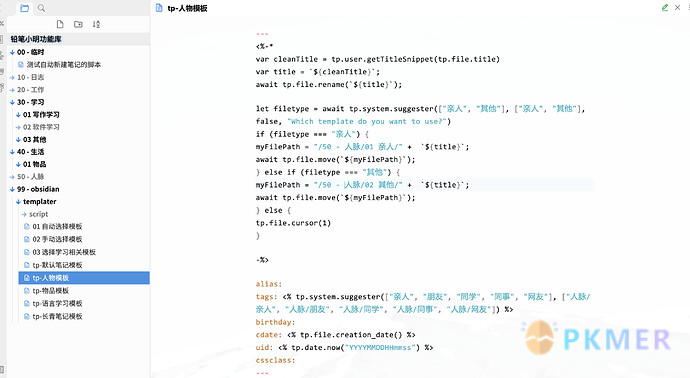 铅笔小明功能库
00 - 临时
测试自动新建笔记的脚本
10 - 日志
20 - 工作
30 - 学习
01 写作学习
02 软件学习
03 其他
40 - 生活
01 物品
50 - 人脉
99 - obsidian
templater
script
01 自动选择模板
02 手动选择模板
03 选择学习相关模板
tp-默认笔记模板
tp-人物模板
tp-物品模板
tp-语言学习模板
tp-长青笔记模板
tp-人物模板
---
<%-*
var cleanTitle = tp.user.getTitleSnippet(tp.file.title)
var title = `${cleanTitle}`;
await tp.file.rename(`${title}`);
let filetype = await tp.system.suggester(["亲人", "其他"], ["亲人", "其他"],
false, "Which template do you want to use?")
if (filetype === "亲人") {
myFilePath = "/50 - 人脉/01 亲人/" +  `${title}`;
await tp.file.move(`${myFilePath}`);
} else if (filetype === "其他") {
myFilePath = "/50 - 人脉/02 其他/" +  `${title}`;
await tp.file.move(`${myFilePath}`);
} else {
tp.file.cursor(1)
}
-%>
alias:
tags: <% tp.system.suggester(["亲人", "朋友", "同学", "同事", "网友"], ["人脉/
亲人", "人脉/朋友", "人脉/同学", "人脉/同事", "人脉/网友"]) %>
birthday:
cdate: <% tp.file.creation_date() %>
uid: <% tp.date.now("YYYYMMDDHHmmss") %>
cssclass:
---
PKMER